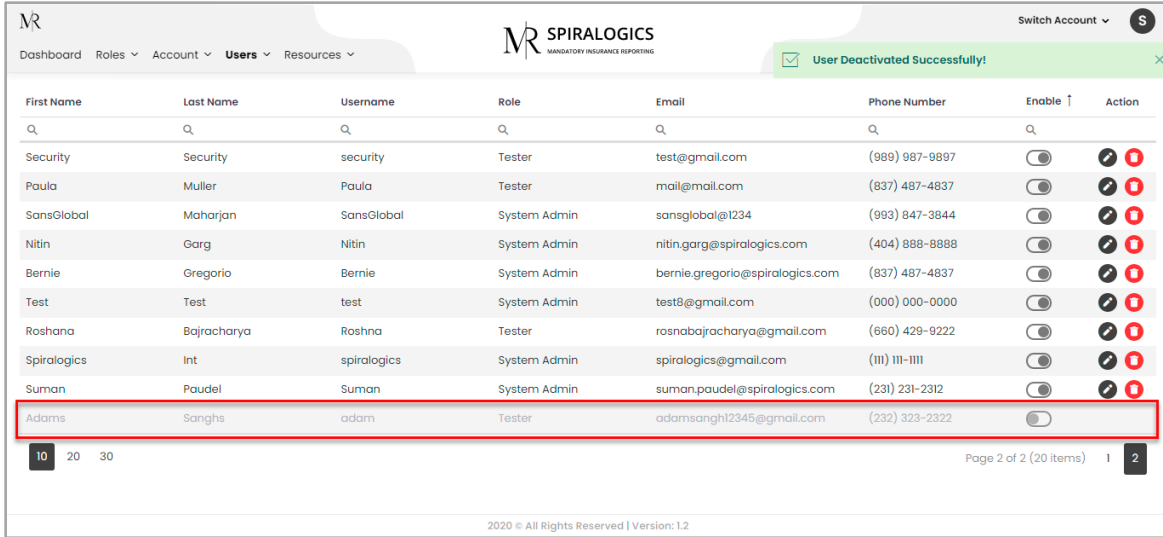 MR
Switch Account
S
MR SPIRALOGICS
MANDATORY INSURANCE REPORTING
Dashboard Roles Account Users Resources
User Deactivated Successfully!
First Name Last Name Username Role Email Phone Number Enable ↑ Action
Security Security security Tester test@gmail.com (989) 987-9897
Paula Muller Paula Tester mail@mail.com (837) 487-4837
SansGlobal Maharjan SansGlobal System Admin sansglobal@1234 (993) 847-3844
Nitin Garg Nitin System Admin nitin.garg@spiralogics.com (404) 888-8888
Bernie Gregorio Bernie System Admin bernie.gregorio@spiralogics.com (837) 487-4837
Test Test test System Admin test8@gmail.com (000) 000-0000
Roshana Bajracharya Roshna Tester rosnabajracharya@gmail.com (660) 429-9222
Spiralogics Int spiralogics System Admin spiralogics@gmail.com (111) 111-1111
Suman Paudel Suman System Admin suman.paudel@spiralogics.com (231) 231-2312
Adams Sanghs adam Tester adamsangh12345@gmail.com (232) 323-2322
10 20 30
Page 2 of 2 (20 items) 1 2
2020 © All Rights Reserved | Version: 1.2